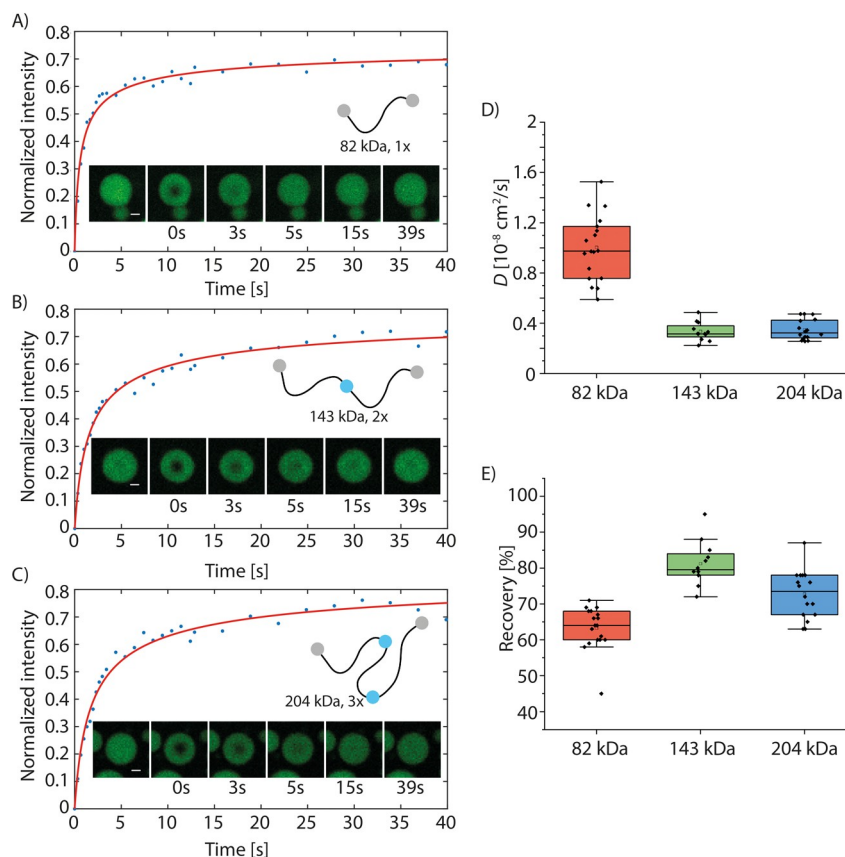 A)
Normalized intensity
0.8
0.7
0.6
0.5
0.4
0.3
0.2
0.1
0
82 kDa, 1x
0s 3s 5s 15s 39s
0 5 10 15 20 25 30 35 40
Time [s]
B)
Normalized intensity
0.8
0.7
0.6
0.5
0.4
0.3
0.2
0.1
0
143 kDa, 2x
0s 3s 5s 15s 39s
0 5 10 15 20 25 30 35 40
Time [s]
C)
Normalized intensity
0.8
0.7
0.6
0.5
0.4
0.3
0.2
0.1
0
204 kDa, 3x
0s 3s 5s 15s 39s
0 5 10 15 20 25 30 35 40
Time [s]
D)
D [10⁻⁸ cm²/s]
2
1.6
1.2
0.8
0.4
0
82 kDa 143 kDa 204 kDa
E)
Recovery [%]
100
90
80
70
60
50
40
82 kDa 143 kDa 204 kDa